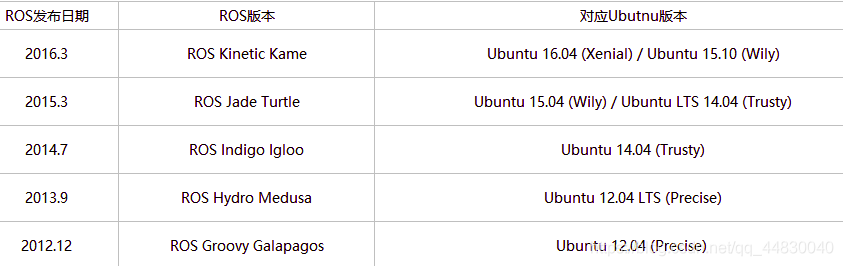 ROS发布日期 ROS版本 对应Ubutnu版本
2016.3 ROS Kinetic Kame Ubuntu 16.04 (Xenial) / Ubuntu 15.10 (Wily)
2015.3 ROS Jade Turtle Ubuntu 15.04 (Wily) / Ubuntu LTS 14.04 (Trusty)
2014.7 ROS Indigo Igloo Ubuntu 14.04 (Trusty)
2013.9 ROS Hydro Medusa Ubuntu 12.04 LTS (Precise)
2012.12 ROS Groovy Galapagos Ubuntu 12.04 (Precise)
net/qq_44830040